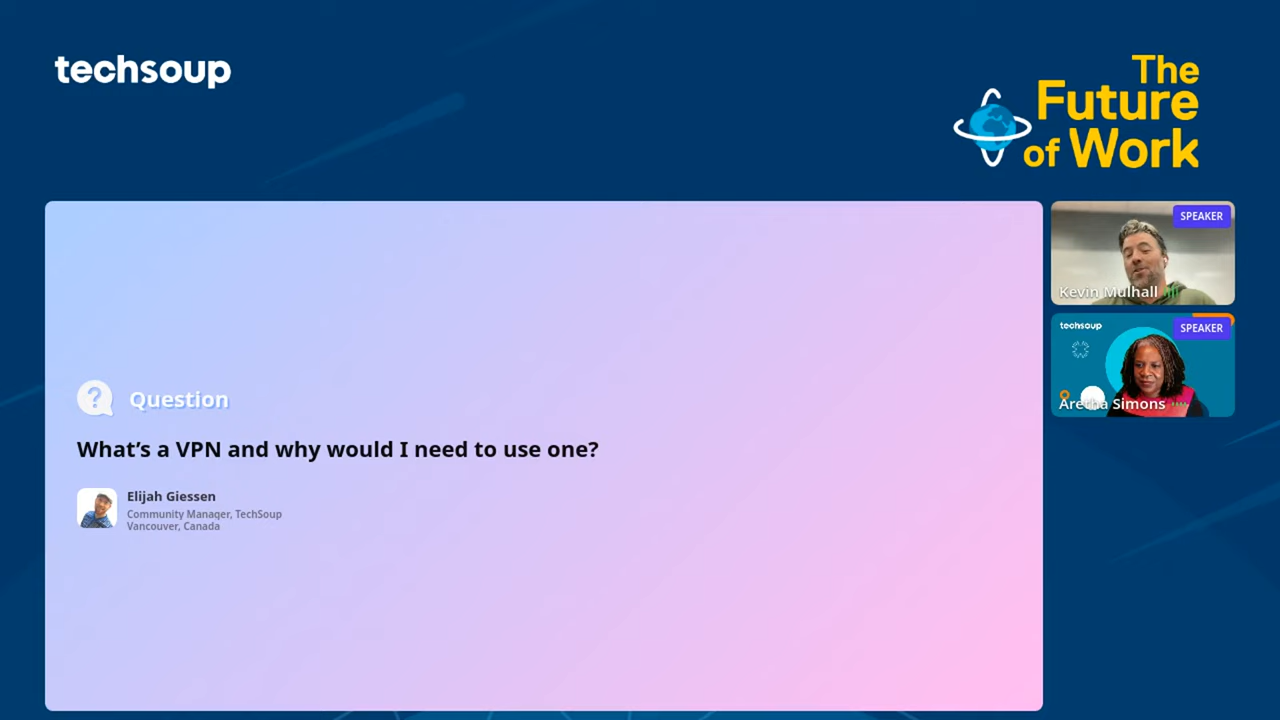 techsoup
The
Future
of Work
Question
What's a VPN and why would I need to use one?
Elijah Giessen
Community Manager, TechSoup
Vancouver, Canada
SPEAKER
Kevin Mulhall
techsoup
SPEAKER
Aretha Simons